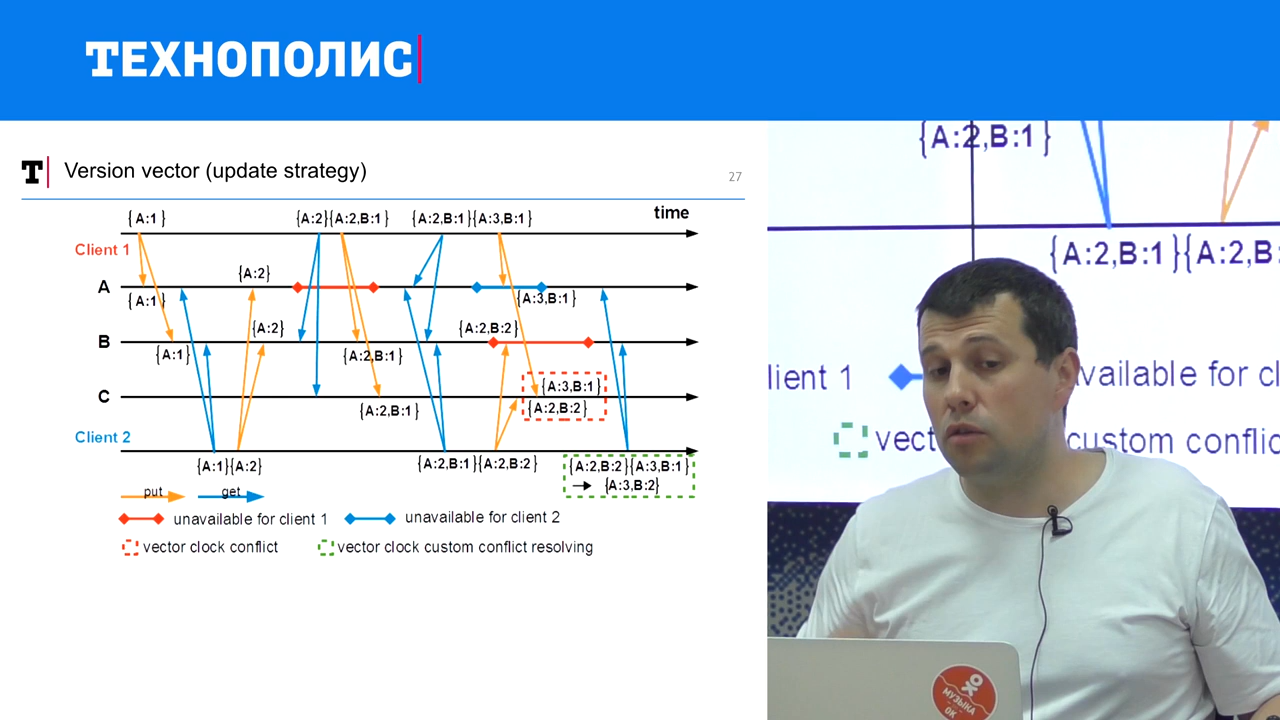 ТЕХНОПОЛИС
T Version vector (update strategy)
27
{A:1}
{A:2}{A:2,B:1}
{A:2,B:1}{A:3,B:1}
time
Client 1
{A:2}
A
{A:1}
{A:3,B:1}
{A:2}
{A:2,B:2}
B
{A:1}
{A:2,B:1}
{A:3,B:1}
C
{A:2,B:1}
{A:2,B:2}
Client 2
{A:1}{A:2}
{A:2,B:1}{A:2,B:2}
{A:2,B:2}{A:3,B:1}
{A:3,B:2}
put
get
unavailable for client 1
unavailable for client 2
vector clock conflict
vector clock custom conflict resolving
{A:2,B:1}
{A:2,B:1}{A:2,B:
lient 1
vailable for cl
vec
custom conflic
МУЗЫКА
ОК